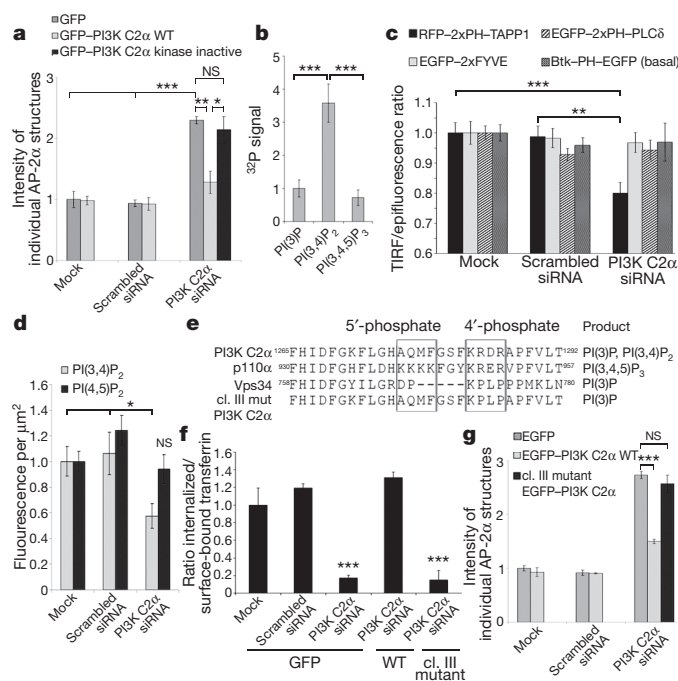 a
GFP
GFP–PI3K C2α WT
GFP–PI3K C2α kinase inactive
Intensity of
individual AP-2α structures
3
2
1
0
***
NS
**
*
Mock
Scrambled
siRNA
PI3K C2α
siRNA
b
32P signal
5
4
3
2
1
0
***
***
PI(3)P
PI(3,4)P2
PI(3,4,5)P3
c
RFP–2xPH–TAPP1
EGFP–2xPH–PLCδ
EGFP–2xFYVE
Btk–PH–EGFP (basal)
TIRF/epifluorescence ratio
1.1
1.0
0.9
0.8
0.7
0.6
***
**
Mock
Scrambled
siRNA
PI3K C2α
siRNA
d
PI(3,4)P2
PI(4,5)P2
Fluourescence per μm2
1.6
1.4
1.2
1.0
0.8
0.6
0.4
0.2
0
*
NS
Mock
Scrambled
siRNA
PI3K C2α
siRNA
e
5′-phosphate
4′-phosphate
Product
PI3K C2α 1265FHIDFGKFLGHAQMFGSFKRDRAPFVLT1292 PI(3)P, PI(3,4)P2
p110α 930FHIDFGHFLDHKKKKFGYKRERVPFVLT957 PI(3,4,5)P3
Vps34 758FHIDFGYILGRDP-----KPLPPPMKLN780 PI(3)P
cl. III mut FHIDFGKFLGHAQMFGSFKPLPAPFVLT PI(3)P
PI3K C2α
f
Ratio internalized/
surface-bound transferrin
1.6
1.4
1.2
1.0
0.8
0.6
0.4
0.2
0
***
***
Mock
Scrambled
siRNA
PI3K C2α
siRNA
PI3K C2α
siRNA
PI3K C2α
siRNA
GFP
WT
cl. III
mutant
g
EGFP
EGFP–PI3K C2α WT
cl. III mutant
EGFP–PI3K C2α
Intensity of
individual AP-2α structures
3
2
1
0
NS
***
Mock
Scrambled
siRNA
PI3K C2α
siRNA